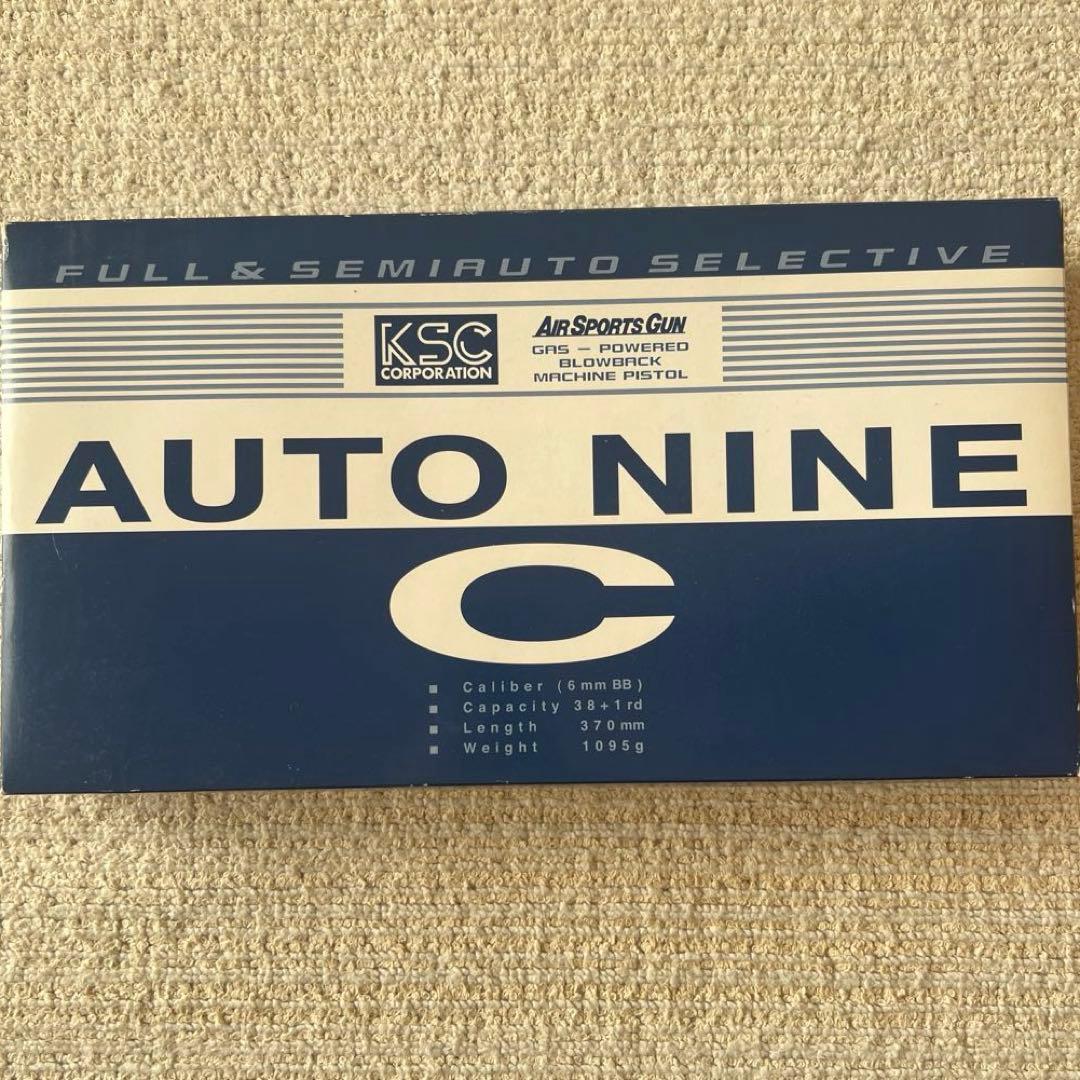 FULL & SEMIAUTO SELECTIVE
KSC
CORPORATION
AIR SPORTS GUN
GAS – POWERED
BLOWBACK
MACHINE PISTOL
AUTO NINE
C
■ Caliber (6mm BB)
■ Capacity 38+1rd
■ Length 370mm
■ Weight 1095g